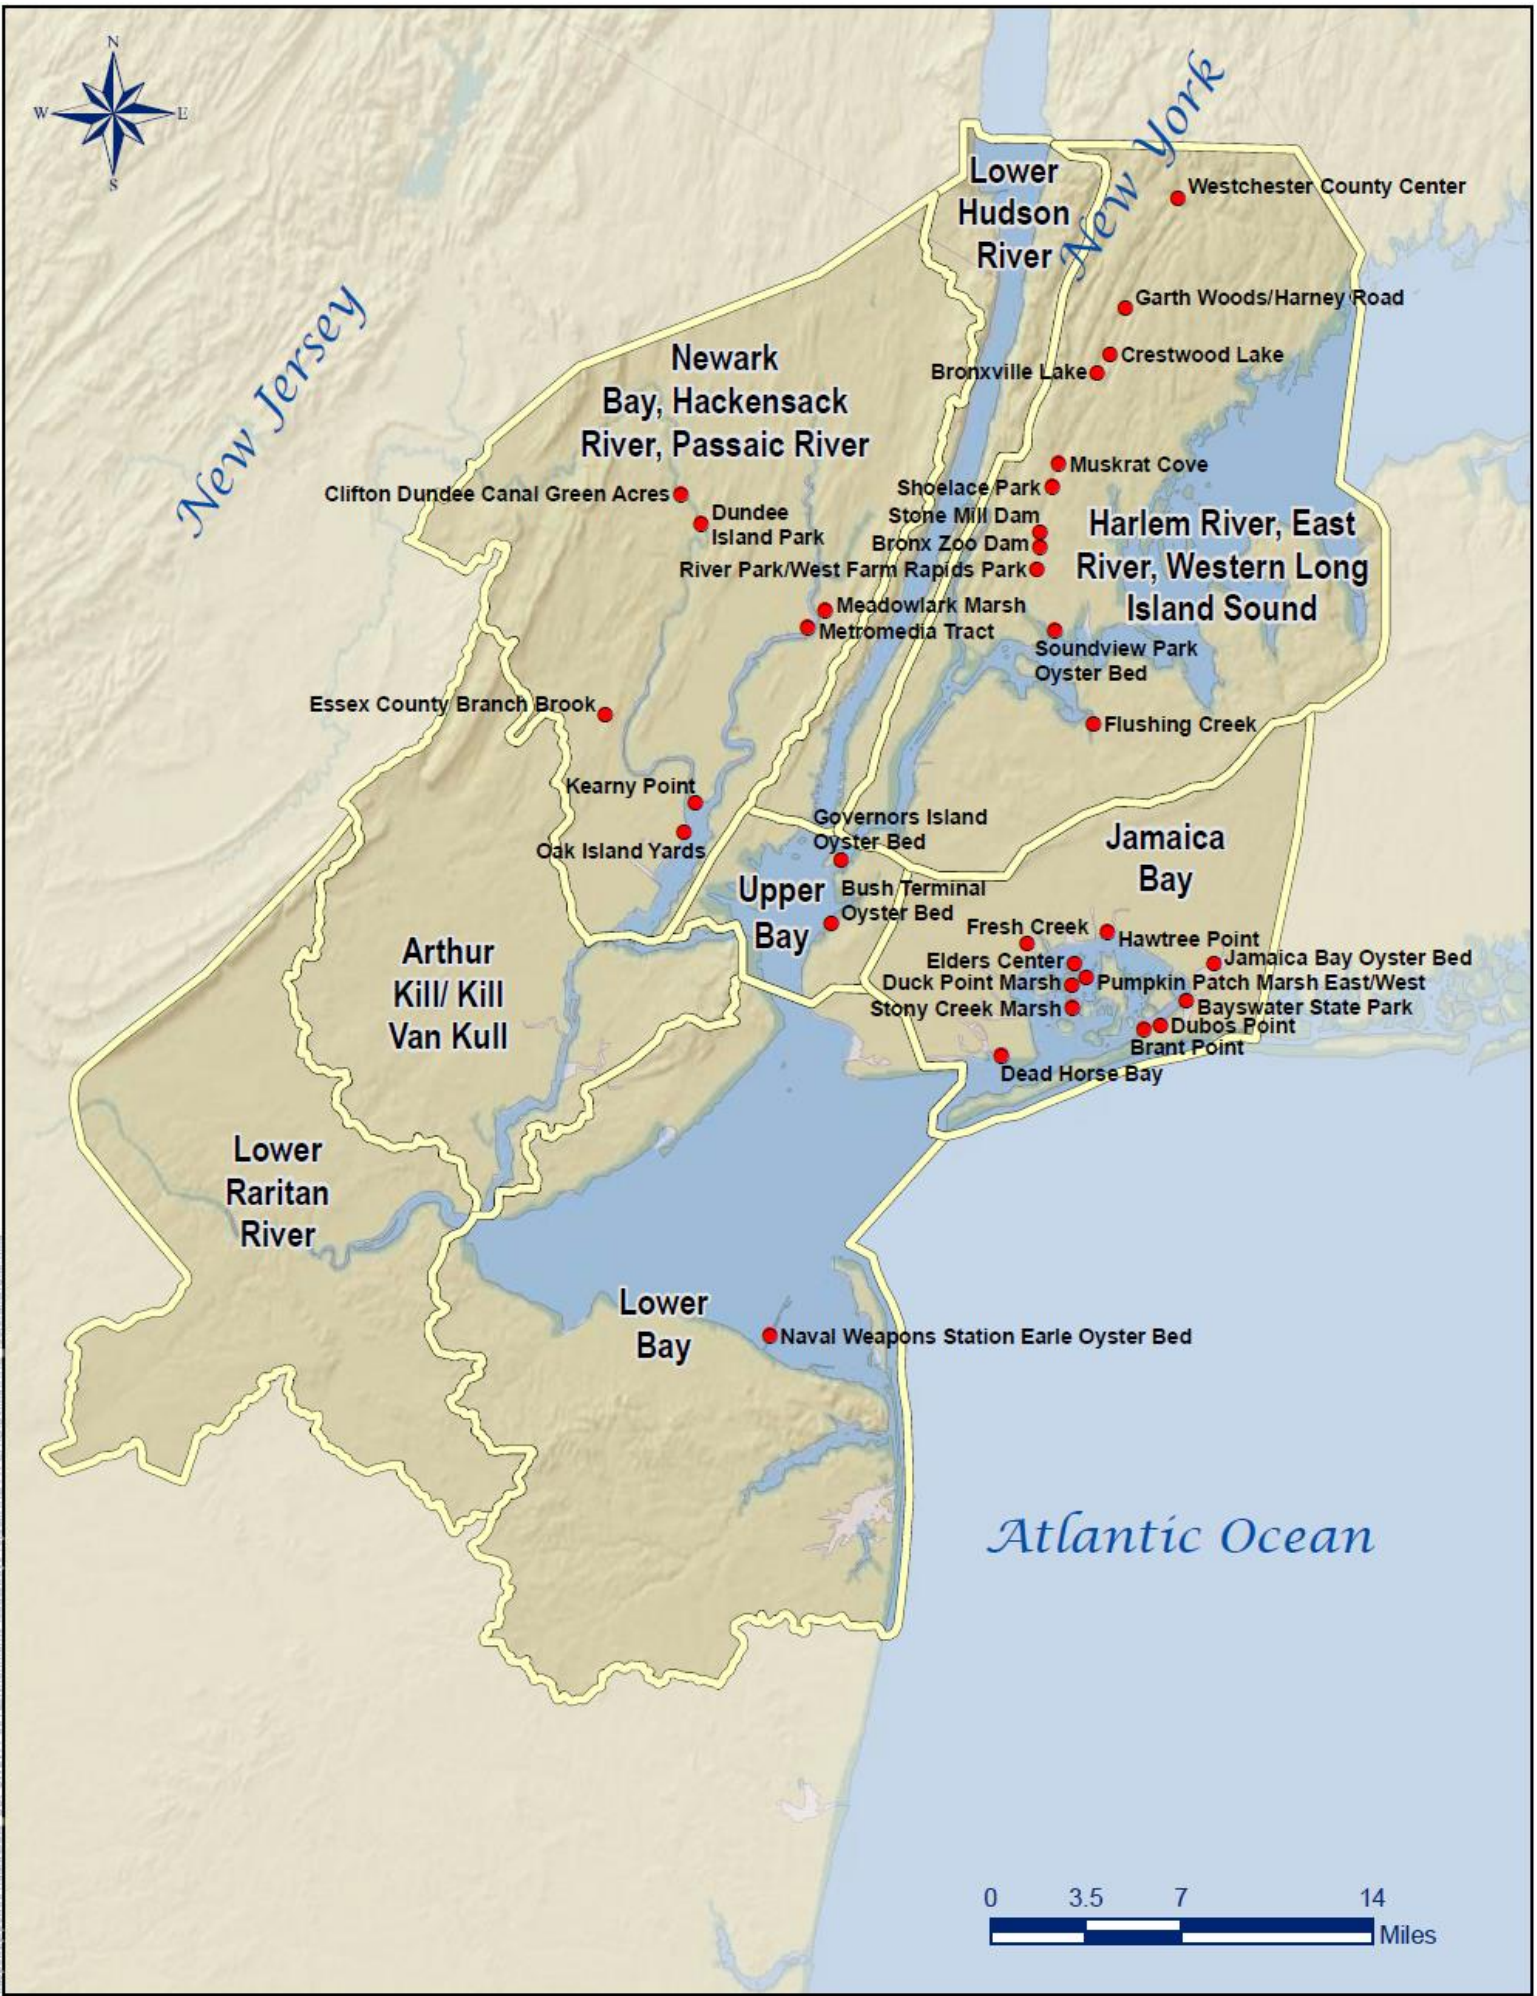 N
W
E
S
New Jersey
New York
Lower
Hudson
River
Westchester County Center
Garth Woods/Harney Road
Crestwood Lake
Bronxville Lake
Newark
Bay, Hackensack
River, Passaic River
Muskrat Cove
Shoelace Park
Clifton Dundee Canal Green Acres
Dundee
Island Park
Stone Mill Dam
Bronx Zoo Dam
River Park/West Farm Rapids Park
Harlem River, East
River, Western Long
Island Sound
Meadowlark Marsh
Metromedia Tract
Soundview Park
Oyster Bed
Essex County Branch Brook
Flushing Creek
Kearny Point
Oak Island Yards
Governors Island
Oyster Bed
Jamaica
Bay
Upper
Bay
Bush Terminal
Oyster Bed
Fresh Creek
Hawtree Point
Elders Center
Jamaica Bay Oyster Bed
Duck Point Marsh
Pumpkin Patch Marsh East/West
Stony Creek Marsh
Bayswater State Park
Dubos Point
Brant Point
Dead Horse Bay
Arthur
Kill/ Kill
Van Kull
Lower
Raritan
River
Lower
Bay
Naval Weapons Station Earle Oyster Bed
Atlantic Ocean
0 3.5 7 14
Miles